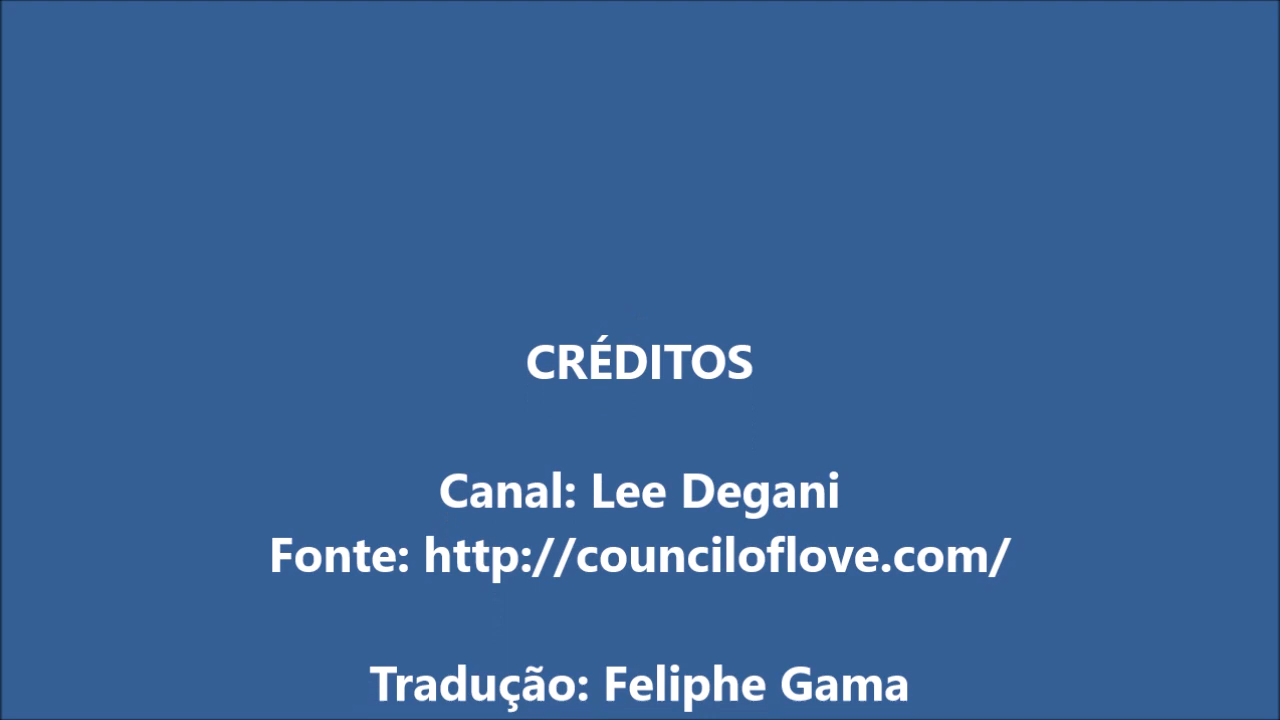 CRÉDITOS
Canal: Lee Degani
Fonte: http://counciloflove.com/
Tradução: Feliphe Gama